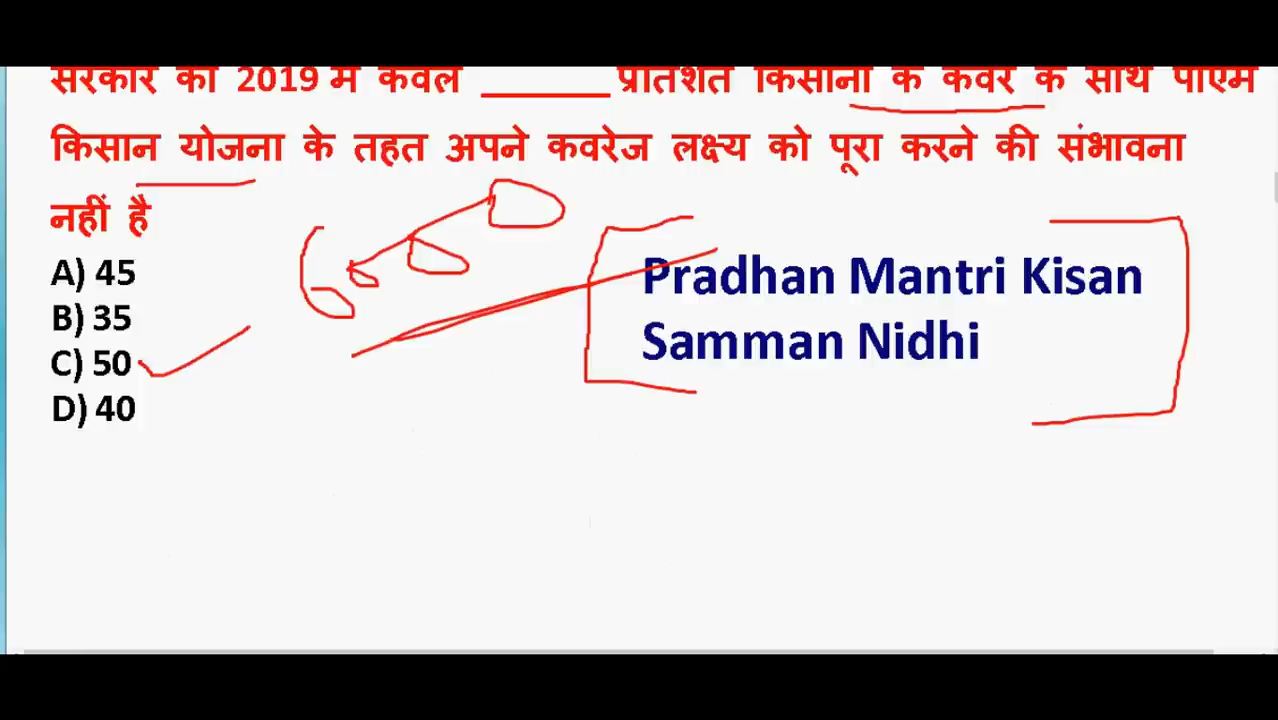 सरकार को 2019 में केवल ______ प्रतिशत किसानों के कवर के साथ पीएम
किसान योजना के तहत अपने कवरेज लक्ष्य को पूरा करने की संभावना
नहीं है
A) 45
B) 35
C) 50
D) 40
Pradhan Mantri Kisan
Samman Nidhi